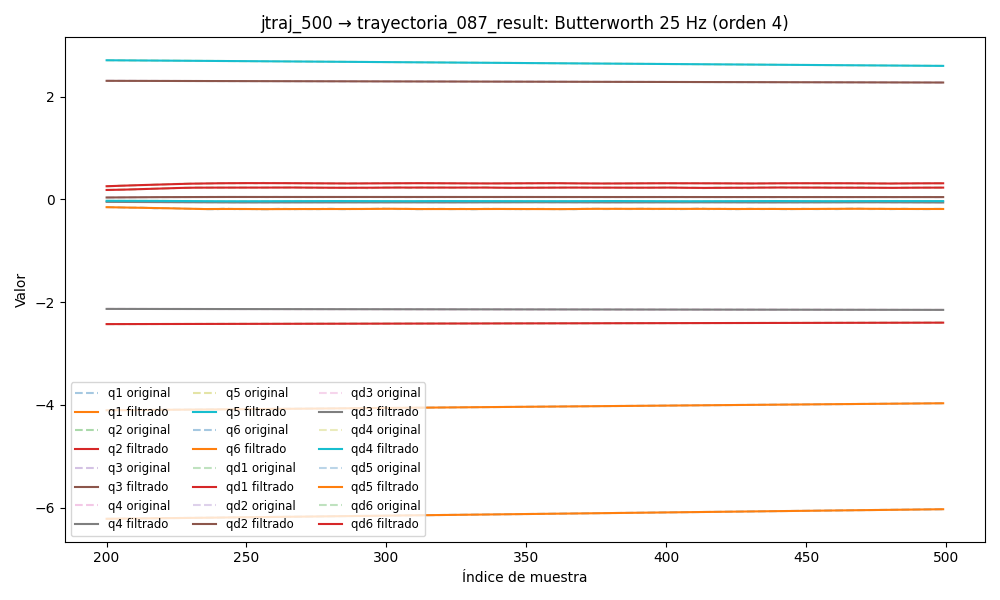 jtraj_500 → trayectoria_087_result: Butterworth 25 Hz (orden 4)
Valor
2
0
−2
−4
−6
q1 original
q1 filtrado
q2 original
q2 filtrado
q3 original
q3 filtrado
q4 original
q4 filtrado
q5 original
q5 filtrado
q6 original
q6 filtrado
qd1 original
qd1 filtrado
qd2 original
qd2 filtrado
qd3 original
qd3 filtrado
qd4 original
qd4 filtrado
qd5 original
qd5 filtrado
qd6 original
qd6 filtrado
200
250
300
350
400
450
500
Índice de muestra